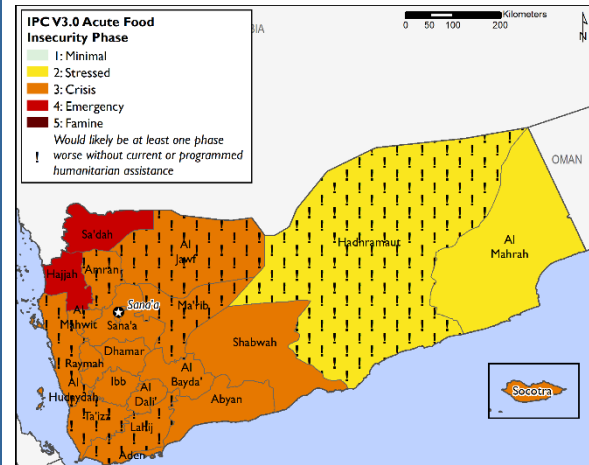 IPC V3.0 Acute Food
Insecurity Phase
1: Minimal
2: Stressed
3: Crisis
4: Emergency
5: Famine
! Would likely be at least one phase
worse without current or programmed
humanitarian assistance
BIA
0 50 100 200
Kilometers
N
OMAN
Sa'dah
Al
Jawf
Hadhramaut
Al
Mahrah
Hajjah
Amran
Ma'rib
Sana'a
Al
Mahwit
Sana'a
Shabwah
Dhamar
Raymah
Al
Bayda'
Ibb
Al
Hudaydah
Al
Dali'
Abyan
Ta'izz
Lahij
Aden
Socotra